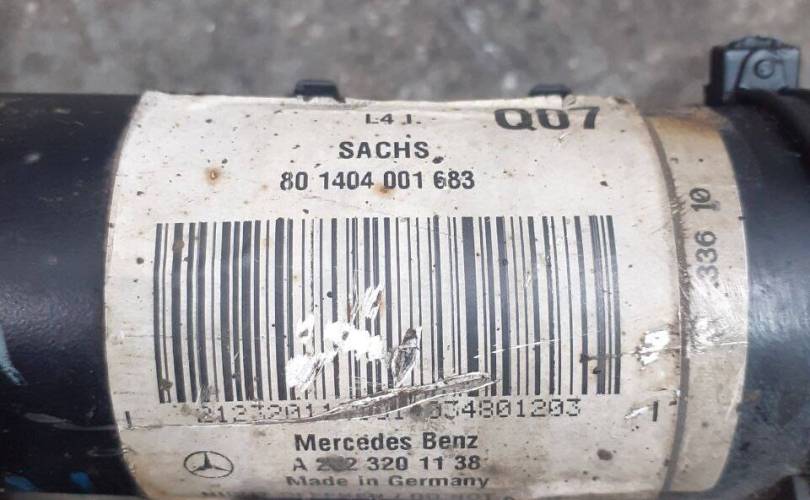 L4 J.
Q07
SACHS
80 1404 001 683
336 10
Mercedes Benz
320 11 38
Made in Germany